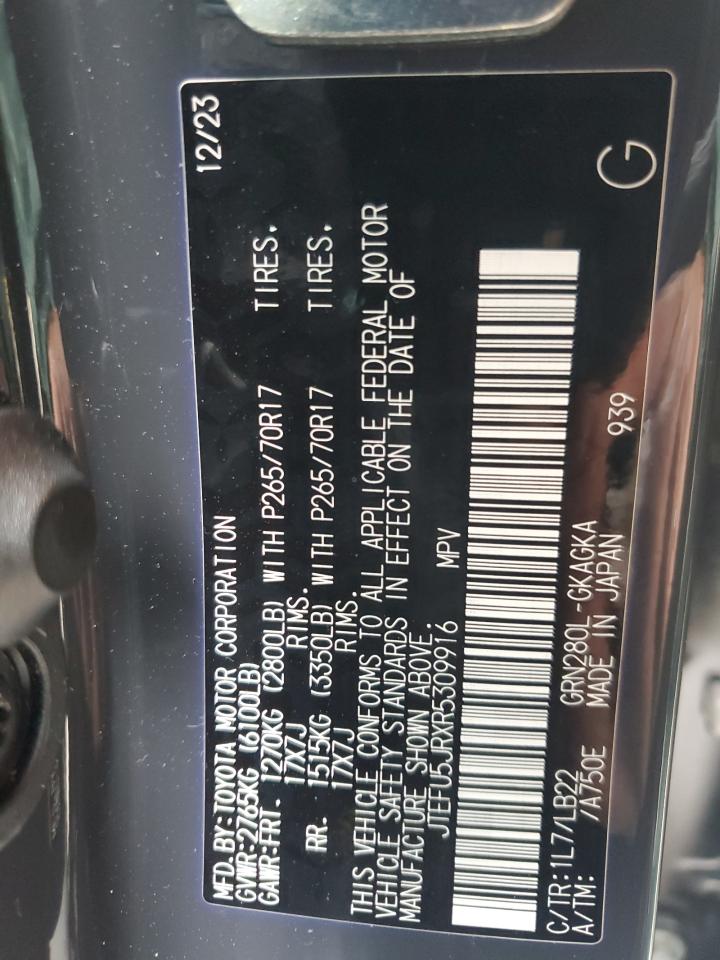 MFD.BY:TOYOTA MOTOR CORPORATION 12/23
GVWR:2765KG (6100LB)
GAWR:FRT. 1270KG (2800LB) WITH P265/70R17 TIRES.
17X7J RIMS.
RR. 1515KG (3350LB) WITH P265/70R17 TIRES.
17X7J RIMS.
THIS VEHICLE CONFORMS TO ALL APPLICABLE FEDERAL MOTOR
VEHICLE SAFETY STANDARDS IN EFFECT ON THE DATE OF
MANUFACTURE SHOWN ABOVE.
JTEFU5JRXR5309916 MPV
C/TR:1L7/LB22 GRN280L-GKAGKA
A/TM: /A750E MADE IN JAPAN 939
G